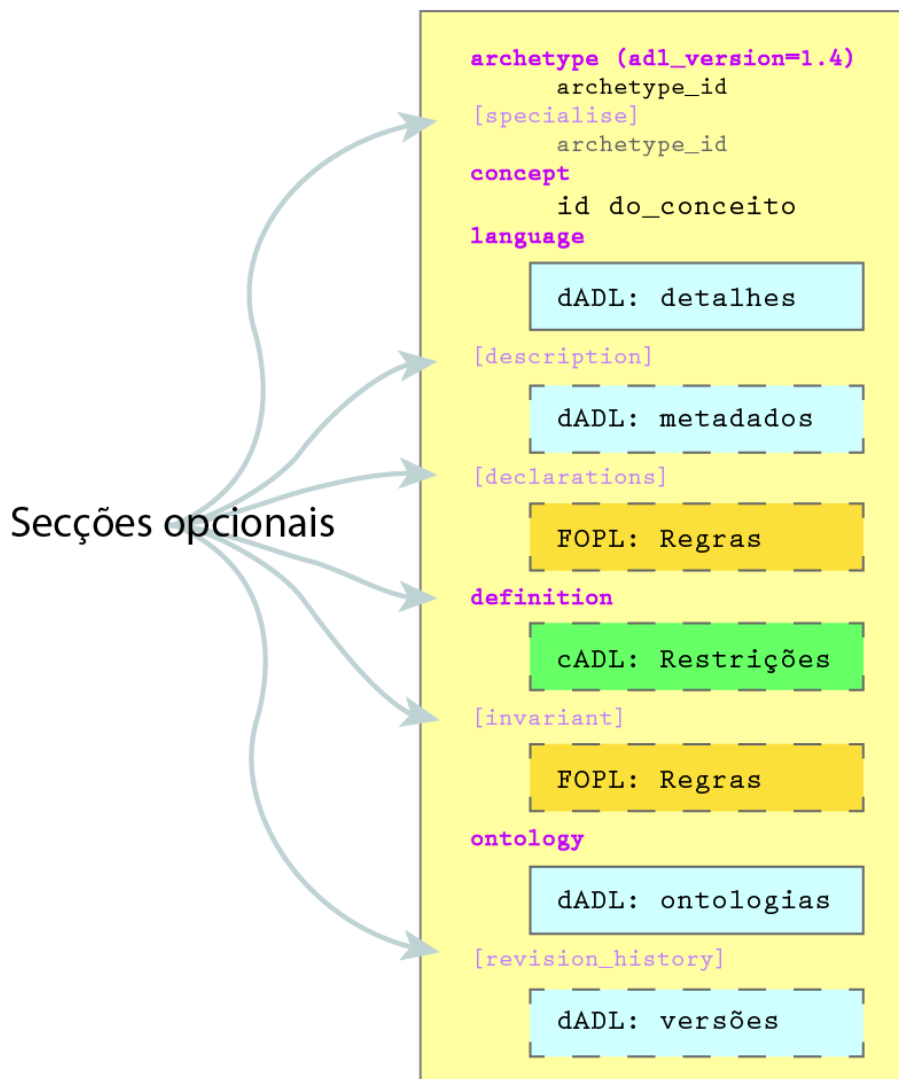 archetype (adl_version=1.4)
archetype_id
[specialise]
archetype_id
concept
id do_conceito
language
dADL: detalhes
[description]
dADL: metadados
[declarations]
FOPL: Regras
Secções opcionais
definition
cADL: Restrições
[invariant]
FOPL: Regras
ontology
dADL: ontologias
[revision_history]
dADL: versões